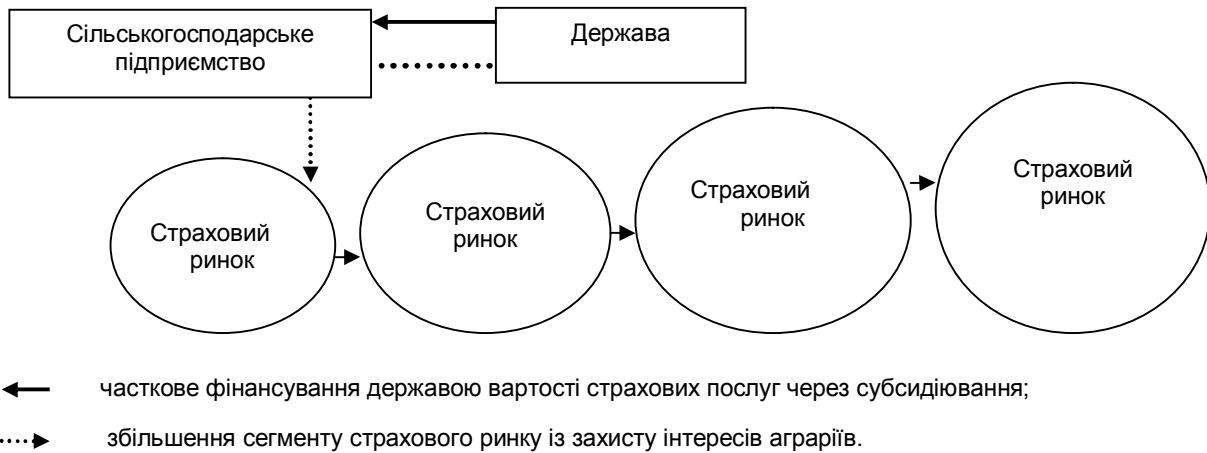 Сільськогосподарське
підприємство
Держава
Страховий
ринок
Страховий
ринок
Страховий
ринок
Страховий
ринок
часткове фінансування державою вартості страхових послуг через субсидіювання;
збільшення сегменту страхового ринку із захисту інтересів аграріїв.